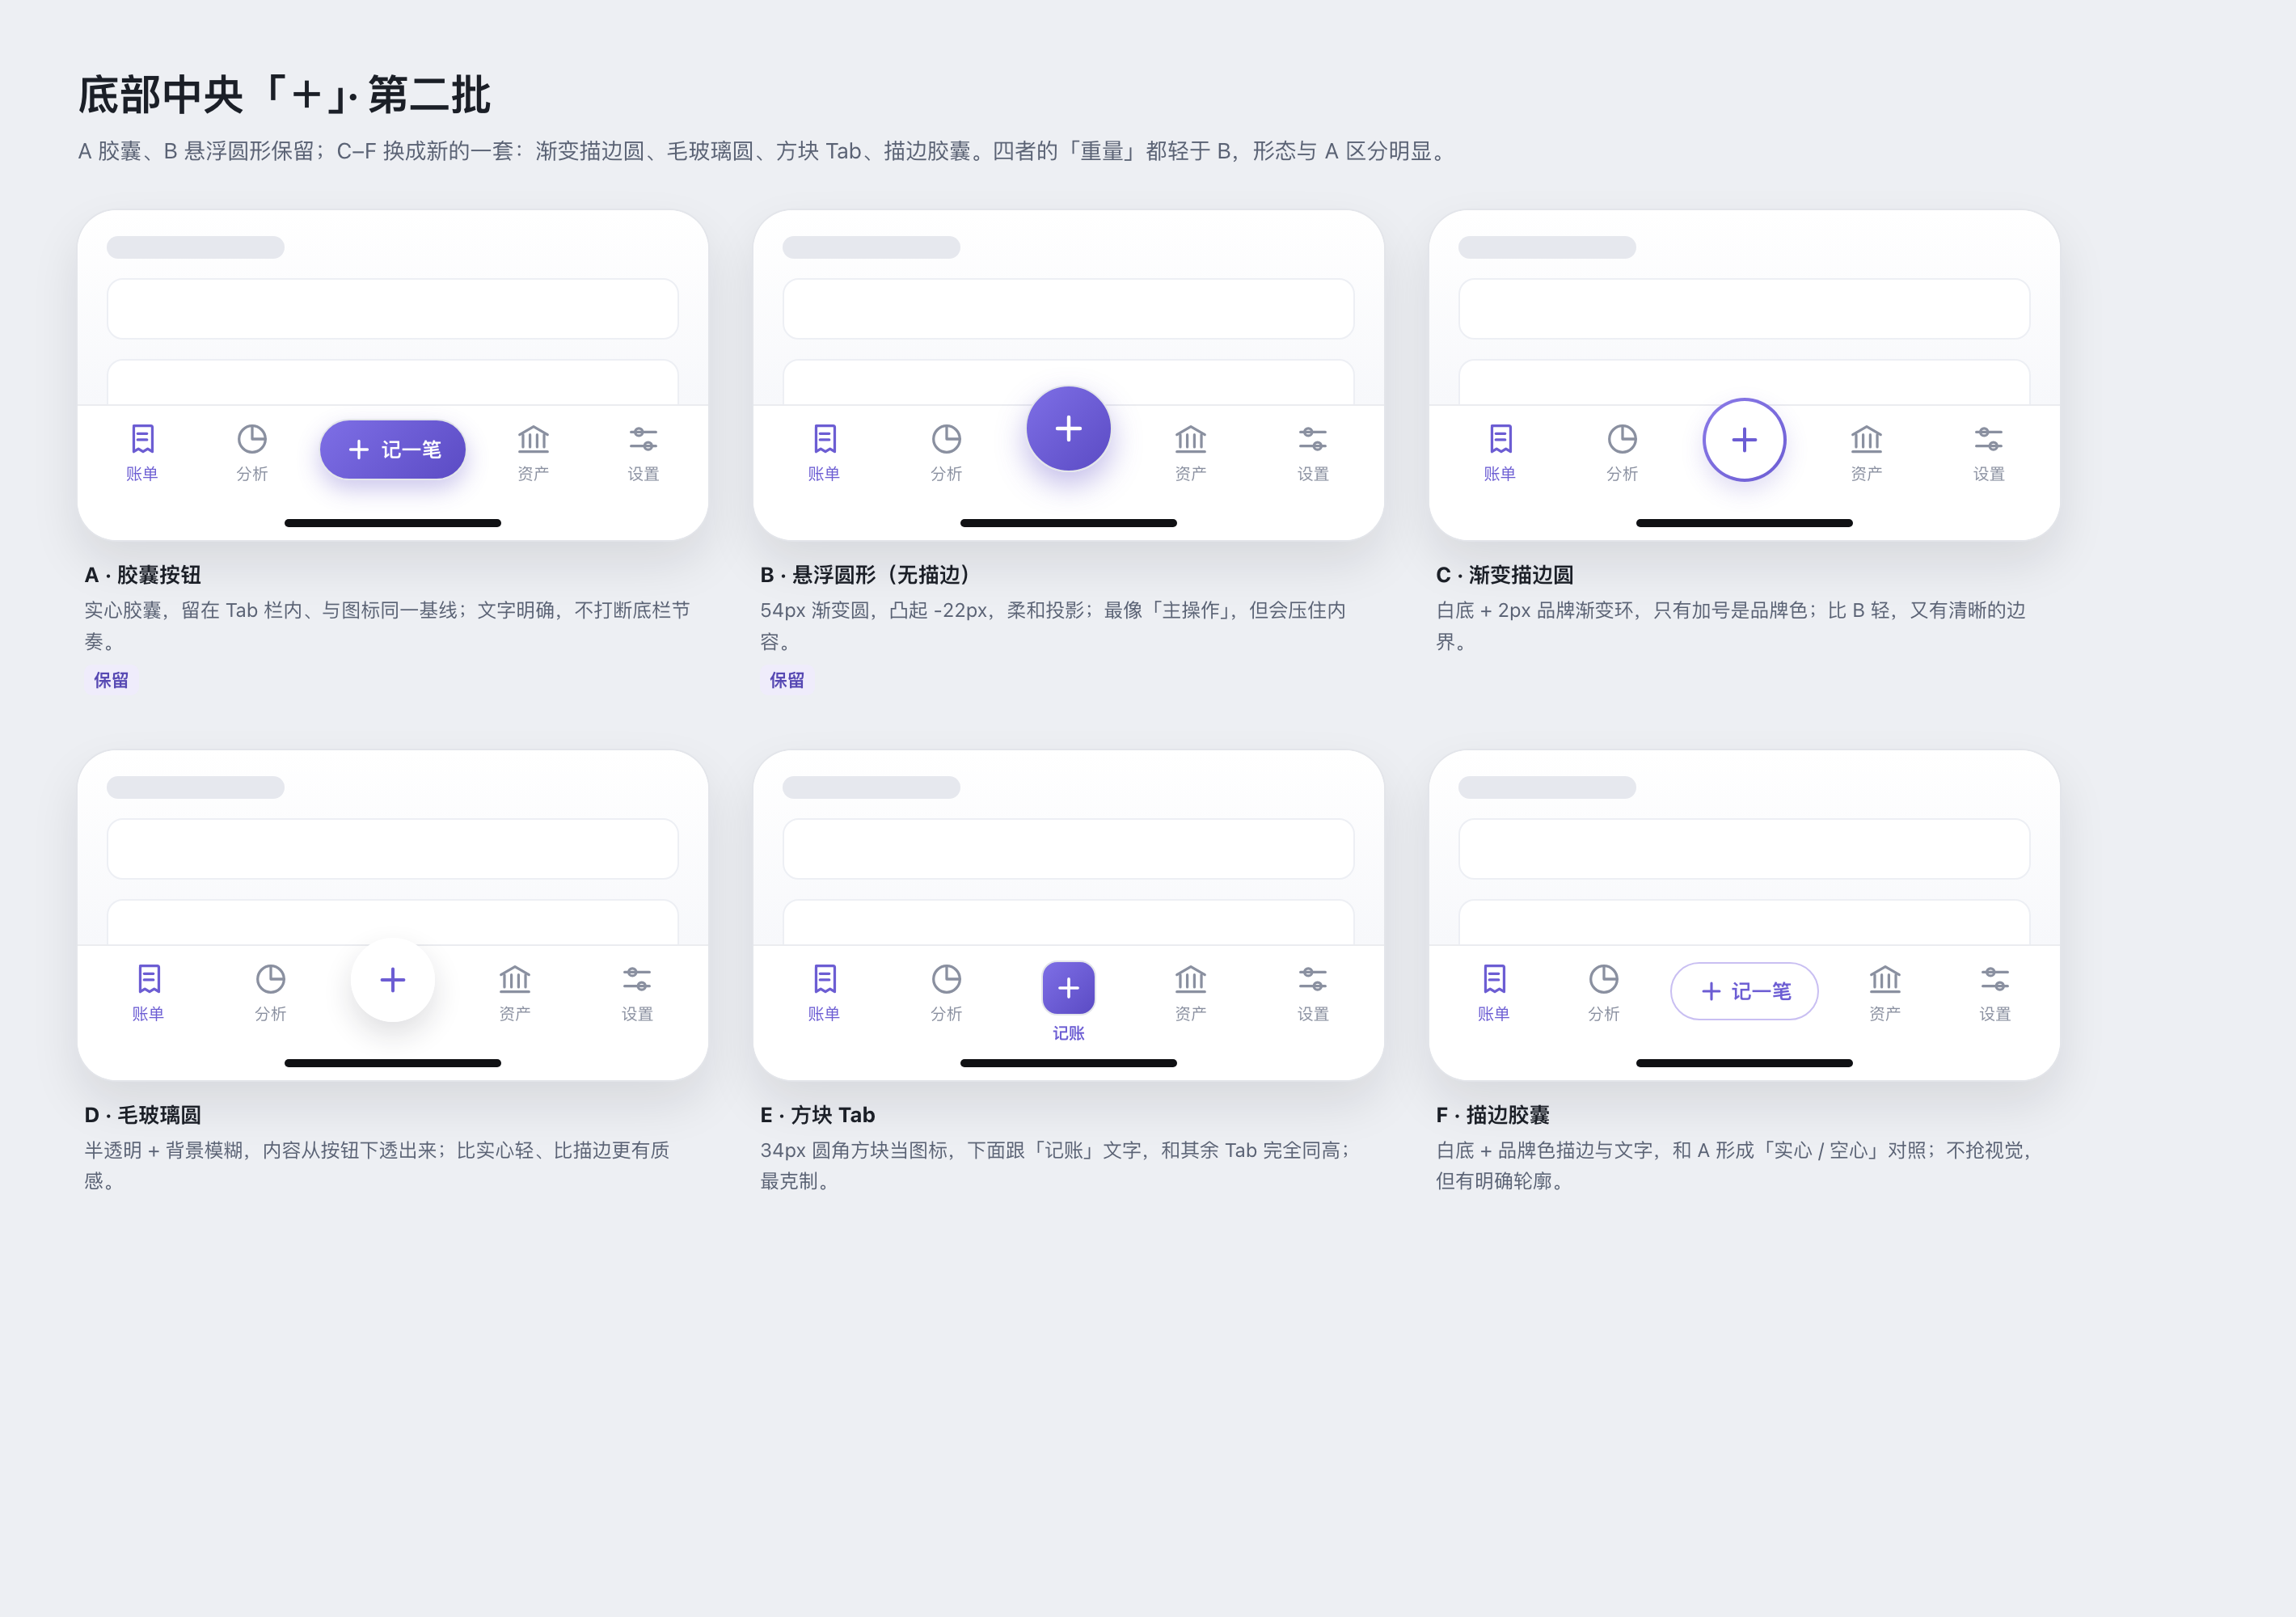 底部中央「＋」· 第二批
A 胶囊、B 悬浮圆形保留；C–F 换成新的一套：渐变描边圆、毛玻璃圆、方块 Tab、描边胶囊。四者的「重量」都轻于 B，形态与 A 区分明显。
账单 分析 ＋ 记一笔 资产 设置
账单 分析 ＋ 资产 设置
账单 分析 ＋ 资产 设置
A · 胶囊按钮
实心胶囊，留在 Tab 栏内、与图标同一基线；文字明确，不打断底栏节
奏。
保留
B · 悬浮圆形（无描边）
54px 渐变圆，凸起 -22px，柔和投影；最像「主操作」，但会压住内
容。
保留
C · 渐变描边圆
白底 + 2px 品牌渐变环，只有加号是品牌色；比 B 轻，又有清晰的边
界。
账单 分析 ＋ 资产 设置
账单 分析 ＋ 记账 资产 设置
账单 分析 ＋ 记一笔 资产 设置
D · 毛玻璃圆
半透明 + 背景模糊，内容从按钮下透出来；比实心轻、比描边更有质
感。
E · 方块 Tab
34px 圆角方块当图标，下面跟「记账」文字，和其余 Tab 完全同高；
最克制。
F · 描边胶囊
白底 + 品牌色描边与文字，和 A 形成「实心 / 空心」对照；不抢视觉，
但有明确轮廓。